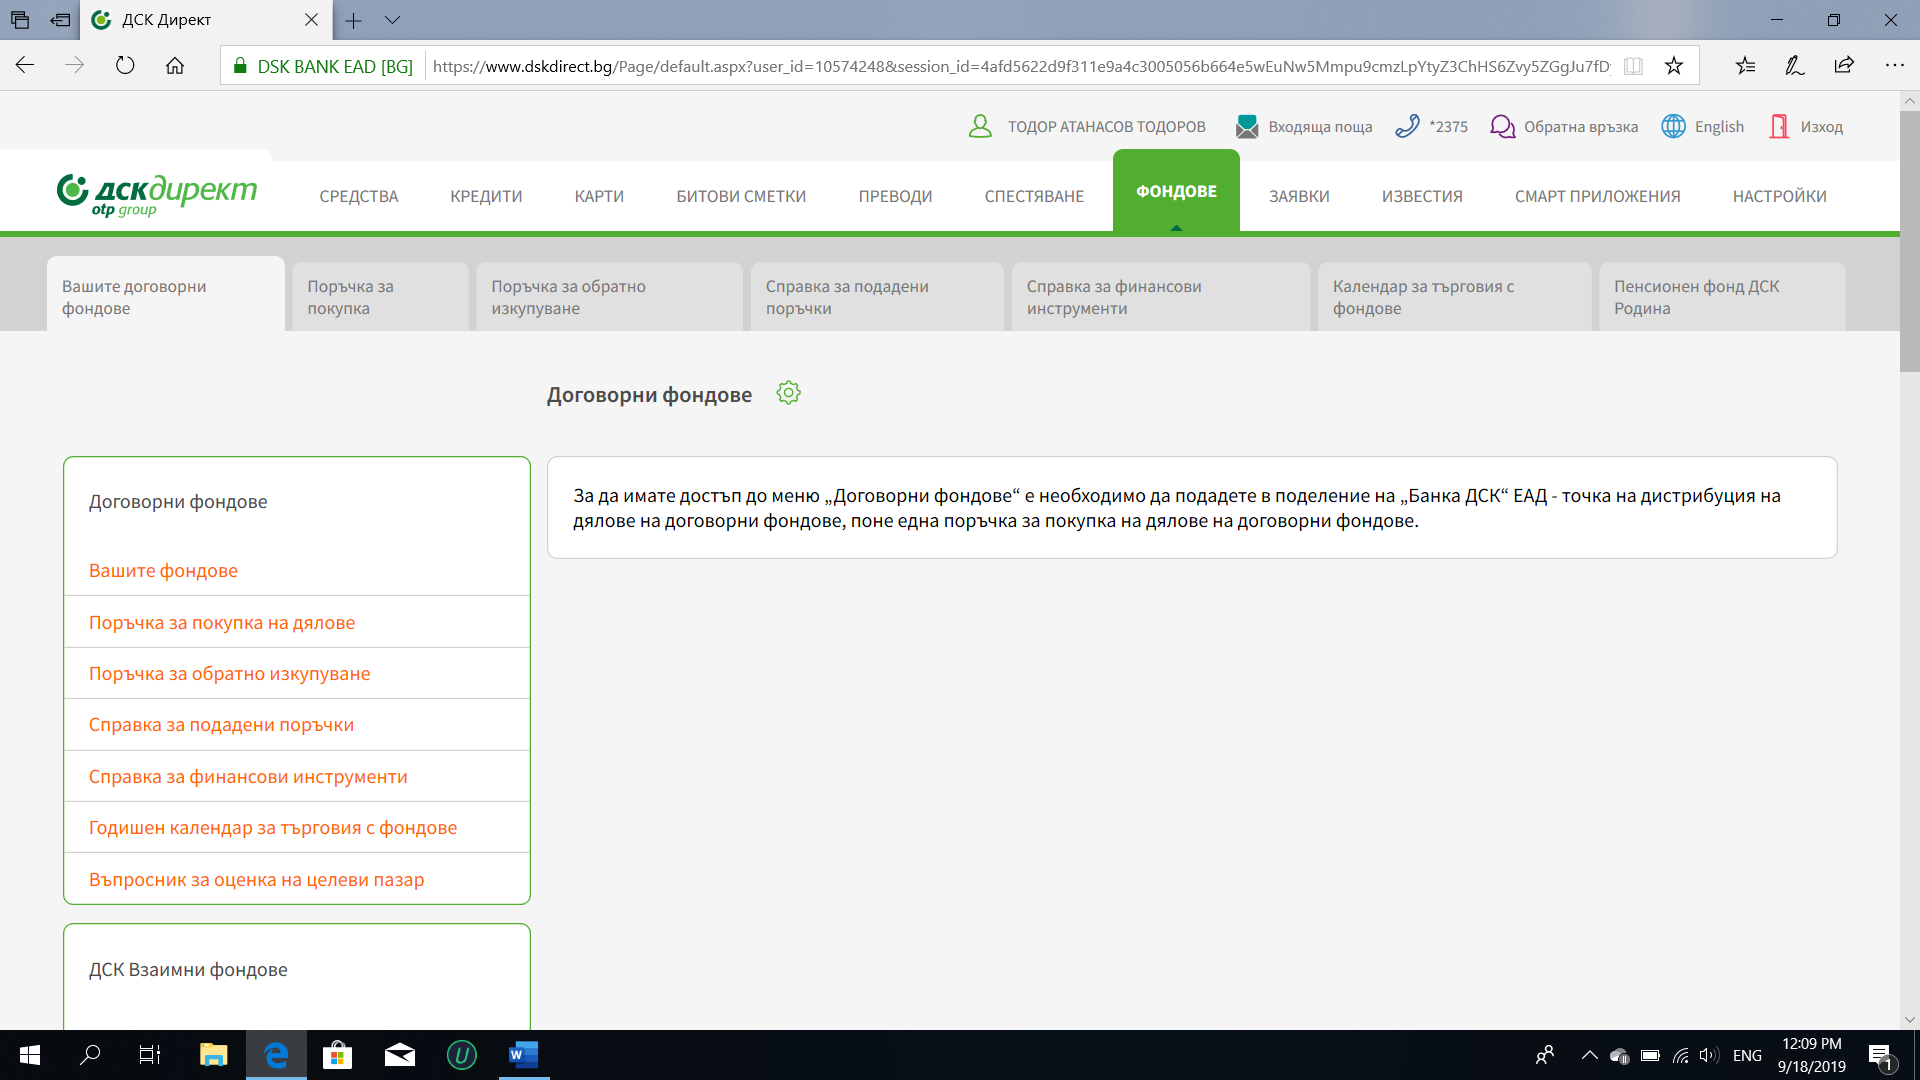 ДСК Директ
DSK BANK EAD [BG]
https://www.dskdirect.bg/Page/default.aspx?user_id=10574248&session_id=4afd5622d9f311e9a4c3005056b664e5wEuNw5Mmpu9cmzLpYtyZ3ChHS6Zvy5ZGgJu7fD
ТОДОР АТАНАСОВ ТОДОРОВ Входяща поща *2375 Обратна връзка English Изход
дскдирект
otp group
СРЕДСТВА КРЕДИТИ КАРТИ БИТОВИ СМЕТКИ ПРЕВОДИ СПЕСТЯВАНЕ ФОНДОВЕ ЗАЯВКИ ИЗВЕСТИЯ СМАРТ ПРИЛОЖЕНИЯ НАСТРОЙКИ
Вашите договорни
фондове
Поръчка за
покупка
Поръчка за обратно
изкупуване
Справка за подадени
поръчки
Справка за финансови
инструменти
Календар за търговия с
фондове
Пенсионен фонд ДСК
Родина
Договорни фондове
Договорни фондове
Вашите фондове
Поръчка за покупка на дялове
Поръчка за обратно изкупуване
Справка за подадени поръчки
Справка за финансови инструменти
Годишен календар за търговия с фондове
Въпросник за оценка на целеви пазар
ДСК Взаимни фондове
За да имате достъп до меню „Договорни фондове“ е необходимо да подадете в поделение на „Банка ДСК“ ЕАД - точка на дистрибуция на
дялове на договорни фондове, поне една поръчка за покупка на дялове на договорни фондове.
ENG
12:09 PM
9/18/2019
1